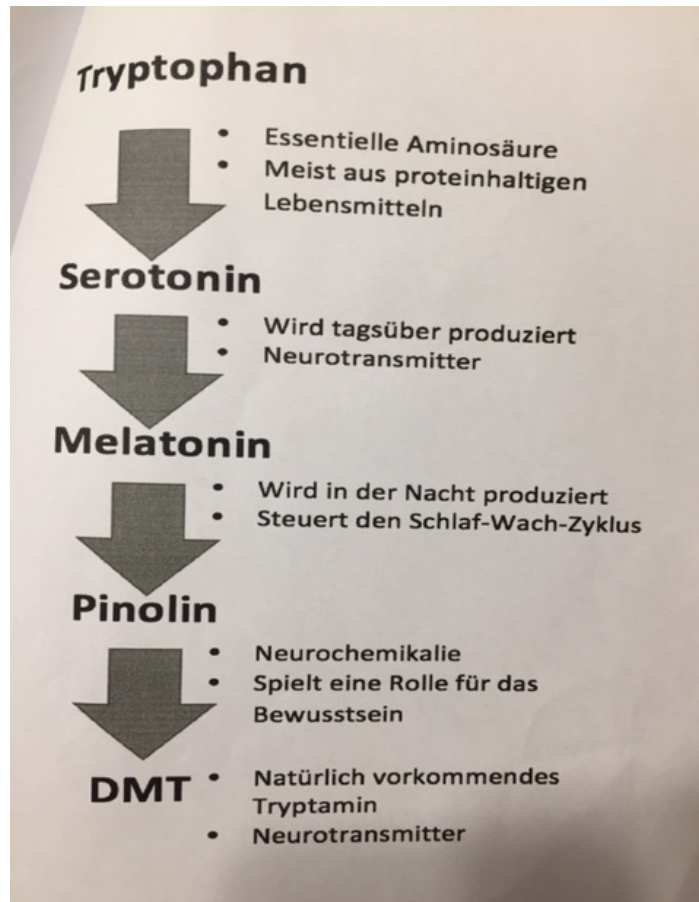 Tryptophan
• Essentielle Aminosäure
• Meist aus proteinhaltigen
Lebensmitteln
Serotonin
• Wird tagsüber produziert
• Neurotransmitter
Melatonin
• Wird in der Nacht produziert
• Steuert den Schlaf-Wach-Zyklus
Pinolin
• Neurochemikalie
• Spielt eine Rolle für das
Bewusstsein
DMT
• Natürlich vorkommendes
Tryptamin
• Neurotransmitter